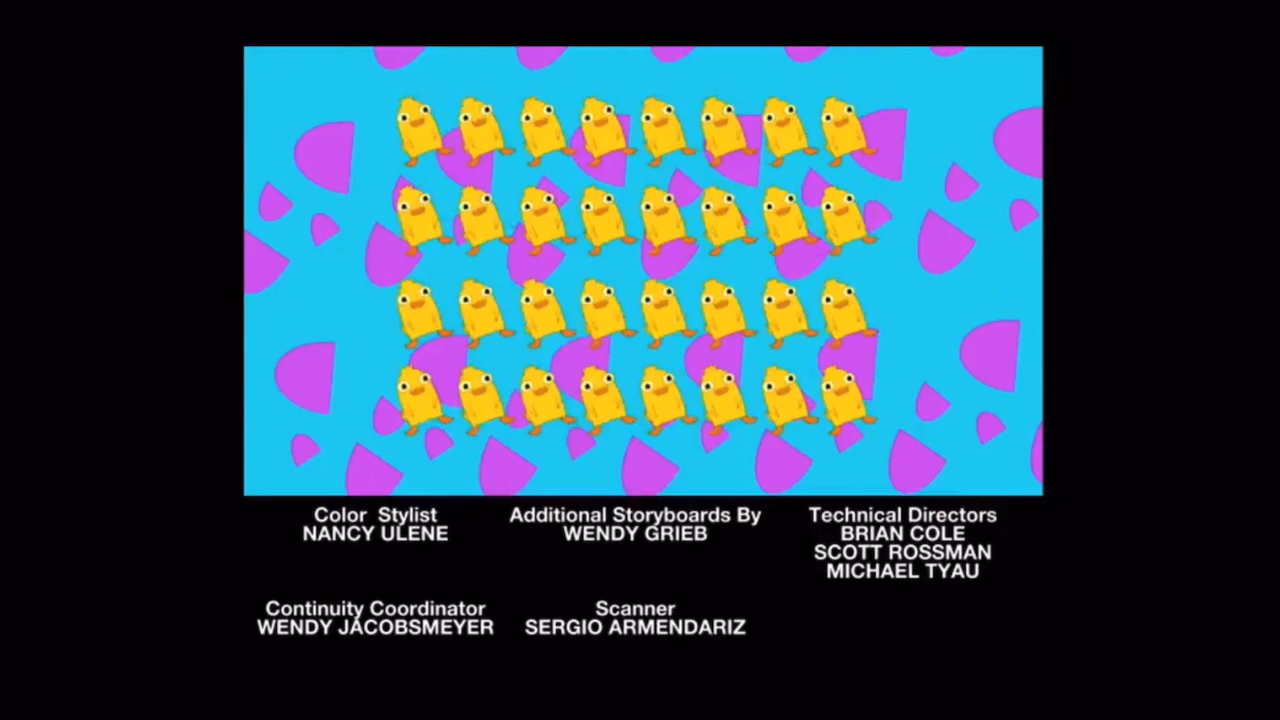 Color  Stylist
NANCY ULENE
Additional Storyboards By
WENDY GRIEB
Technical Directors
BRIAN COLE
SCOTT ROSSMAN
MICHAEL TYAU
Continuity Coordinator
WENDY JACOBSMEYER
Scanner
SERGIO ARMENDARIZ